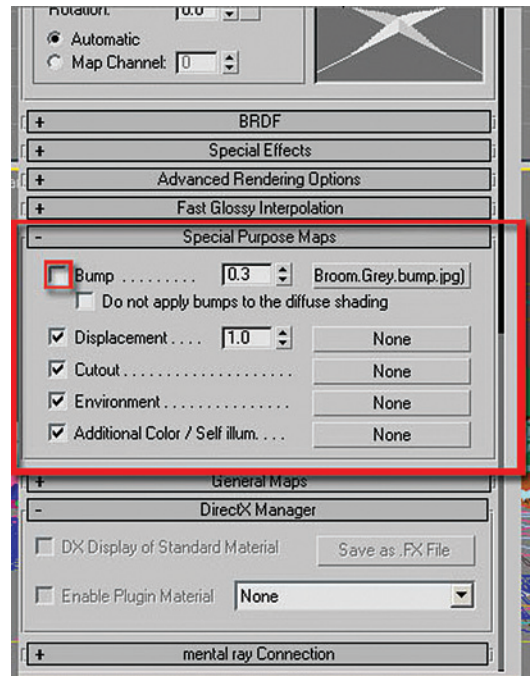 Rotation: 0.0
Automatic
Map Channel: 0
+ BRDF
+ Special Effects
+ Advanced Rendering Options
+ Fast Glossy Interpolation
- Special Purpose Maps
Bump ......... 0.3 Broom.Grey.bump.jpg)
Do not apply bumps to the diffuse shading
Displacement .... 1.0 None
Cutout .................... None
Environment ............... None
Additional Color / Self illum. ... None
+ General Maps
- DirectX Manager
DX Display of Standard Material Save as .FX File
Enable Plugin Material None
+ mental ray Connection